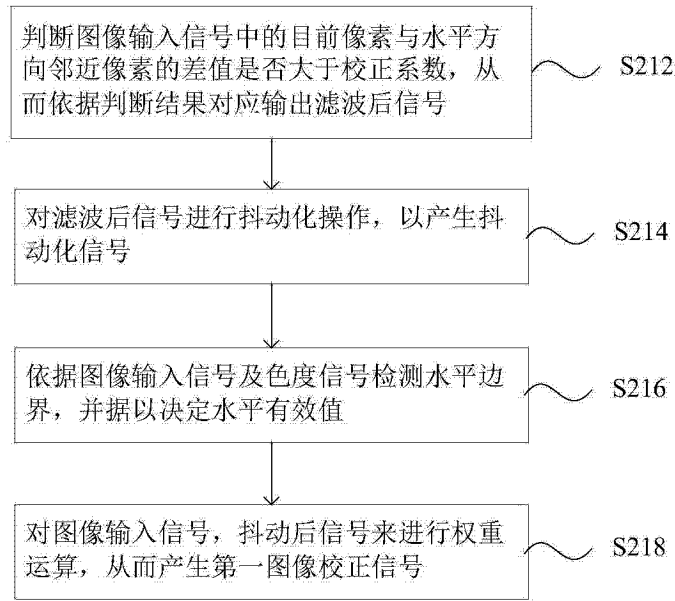 判断图像输入信号中的目前像素与水平方
向邻近像素的差值是否大于校正系数，从
而依据判断结果对应输出滤波后信号
S212
对滤波后信号进行抖动化操作，以产生抖
动化信号
S214
依据图像输入信号及色度信号检测水平边
界，并据以决定水平有效值
S216
对图像输入信号，抖动后信号来进行权重
运算，从而产生第一图像校正信号
S218